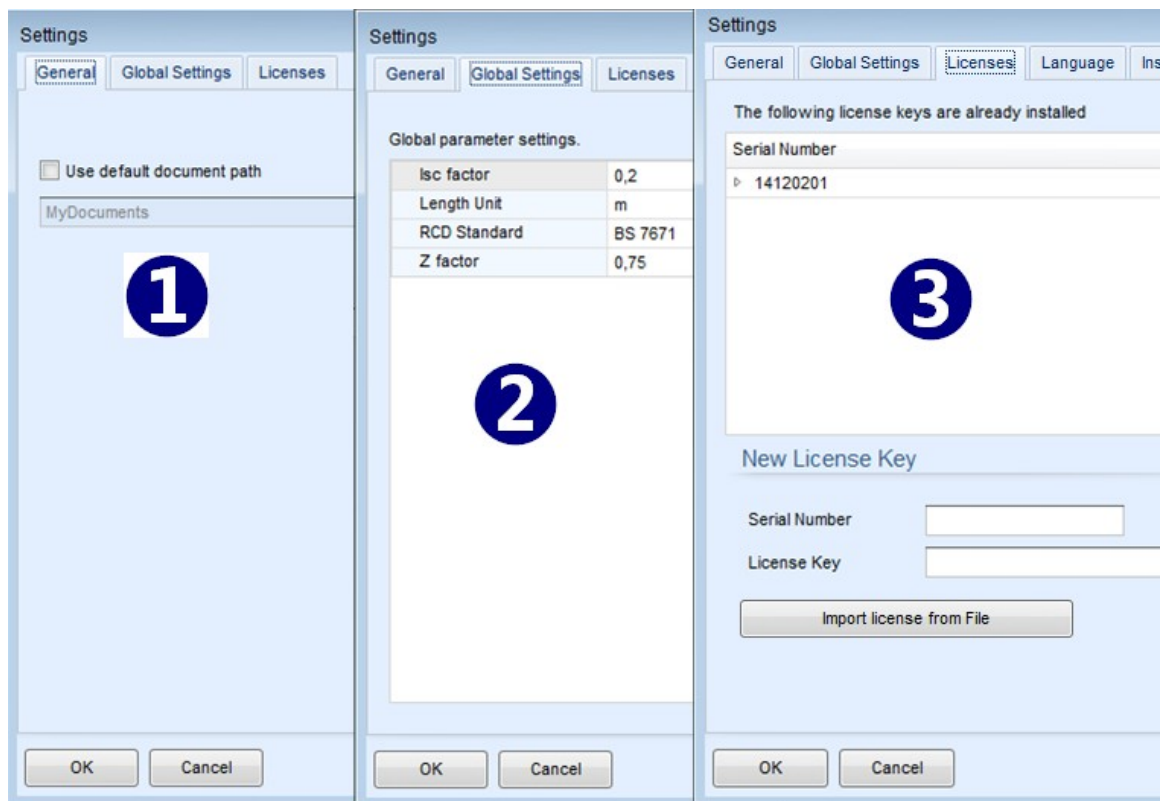 Settings
General Global Settings Licenses
Use default document path
MyDocuments
1
OK Cancel
Settings
General Global Settings Licenses
Global parameter settings.
Isc factor 0,2
Length Unit m
RCD Standard BS 7671
Z factor 0,75
2
OK Cancel
Settings
General Global Settings Licenses Language Ins
The following license keys are already installed
Serial Number
14120201
3
New License Key
Serial Number
License Key
Import license from File
OK Cancel